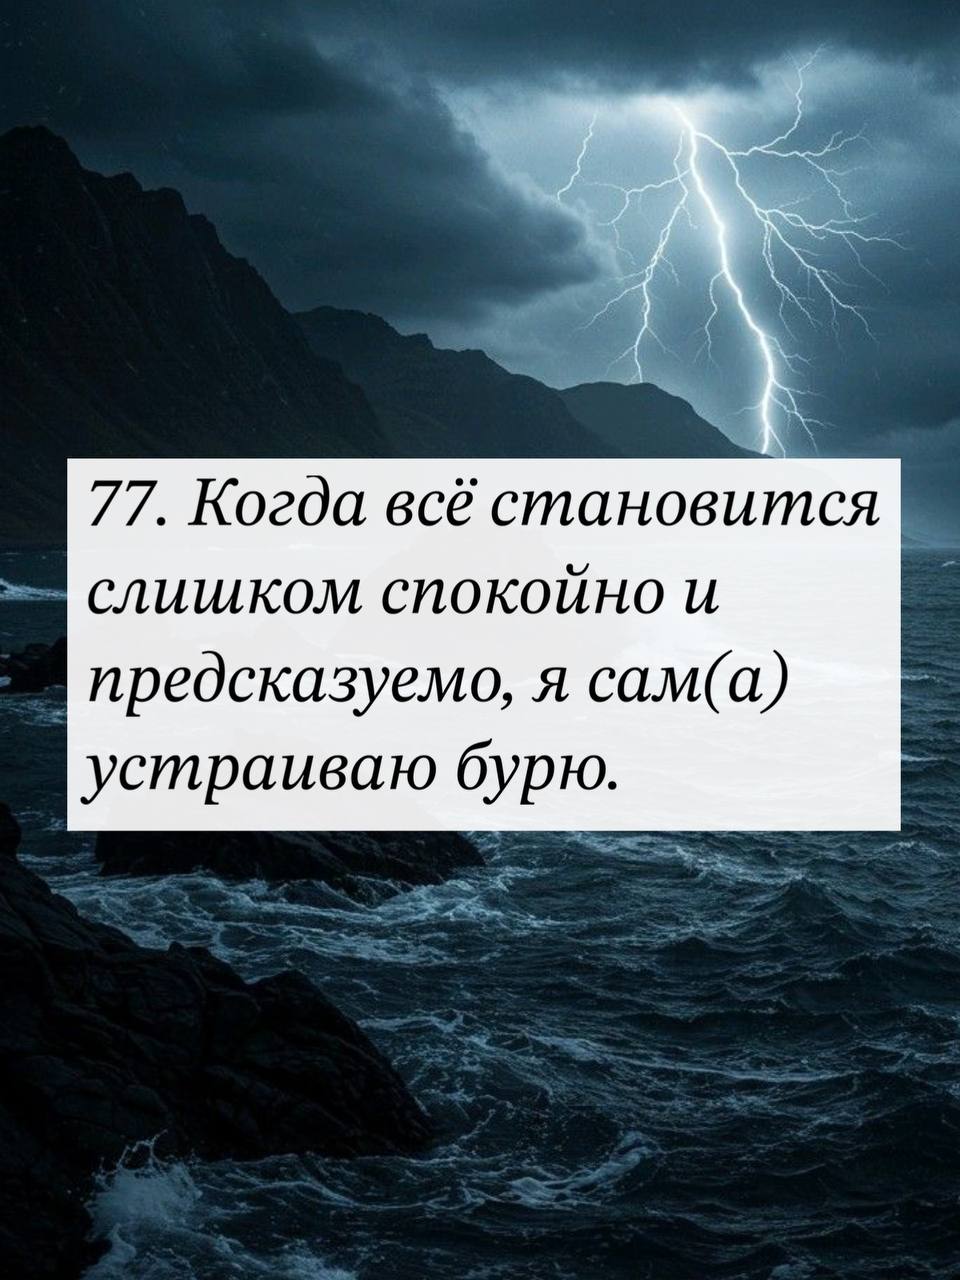 77. Когда всё становится
слишком спокойно и
предсказуемо, я сам(а)
устраиваю бурю.